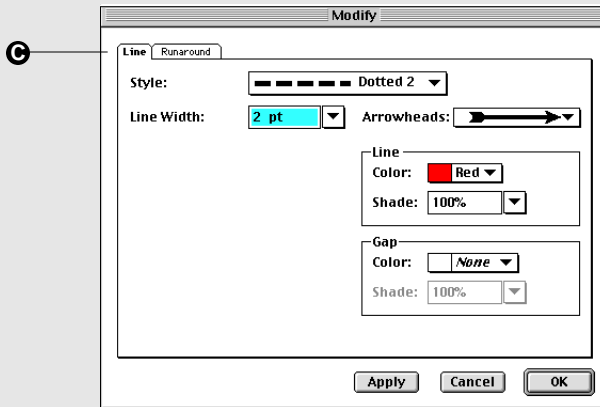 Modify
C
Line Runaround
Style: Dotted 2
Line Width: 2 pt Arrowheads:
Line
Color: Red
Shade: 100%
Gap
Color: None
Shade: 100%
Apply Cancel OK